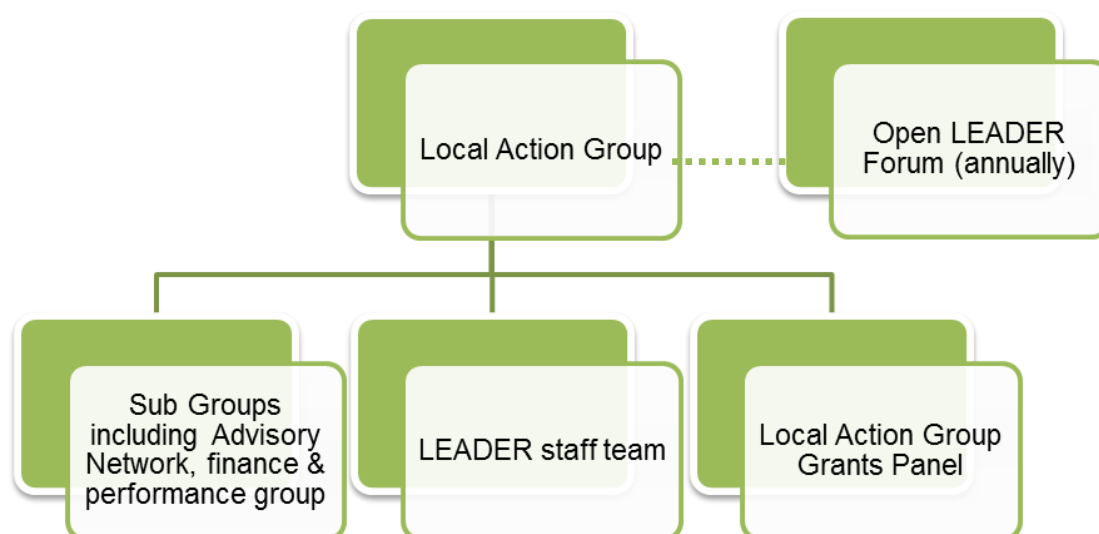 Local Action Group
Open LEADER
Forum (annually)
Sub Groups
including Advisory
Network, finance &
performance group
LEADER staff team
Local Action Group
Grants Panel